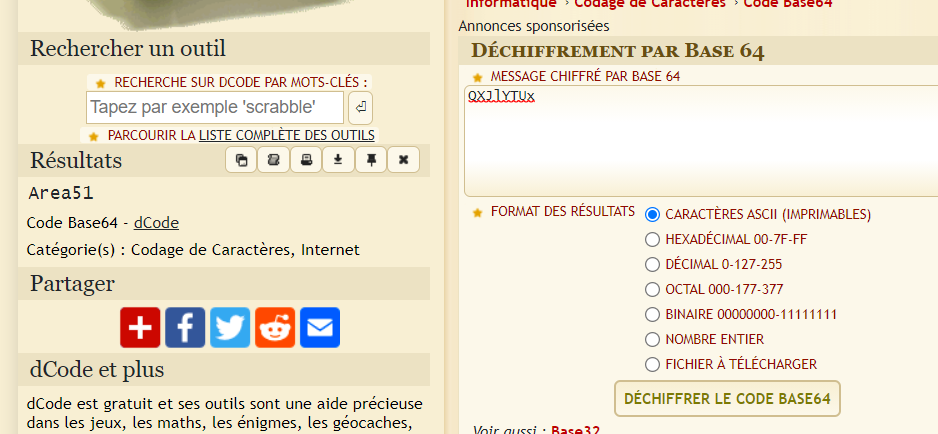 Rechercher un outil
RECHERCHE SUR DCODE PAR MOTS-CLÉS :
Tapez par exemple 'scrabble'
PARCOURIR LA LISTE COMPLÈTE DES OUTILS
Résultats
Area51
Code Base64 - dCode
Catégorie(s) : Codage de Caractères, Internet
Partager
dCode et plus
dCode est gratuit et ses outils sont une aide précieuse
dans les jeux, les maths, les énigmes, les géocaches,
Informatique › Codage de Caractères › Code Base64
Annonces sponsorisées
Déchiffrement par Base 64
MESSAGE CHIFFRÉ PAR BASE 64
QXJlYTUx
FORMAT DES RÉSULTATS
CARACTÈRES ASCII (IMPRIMABLES)
HEXADÉCIMAL 00-7F-FF
DÉCIMAL 0-127-255
OCTAL 000-177-377
BINAIRE 00000000-11111111
NOMBRE ENTIER
FICHIER À TÉLÉCHARGER
DÉCHIFFRER LE CODE BASE64
Voir aussi : Base32